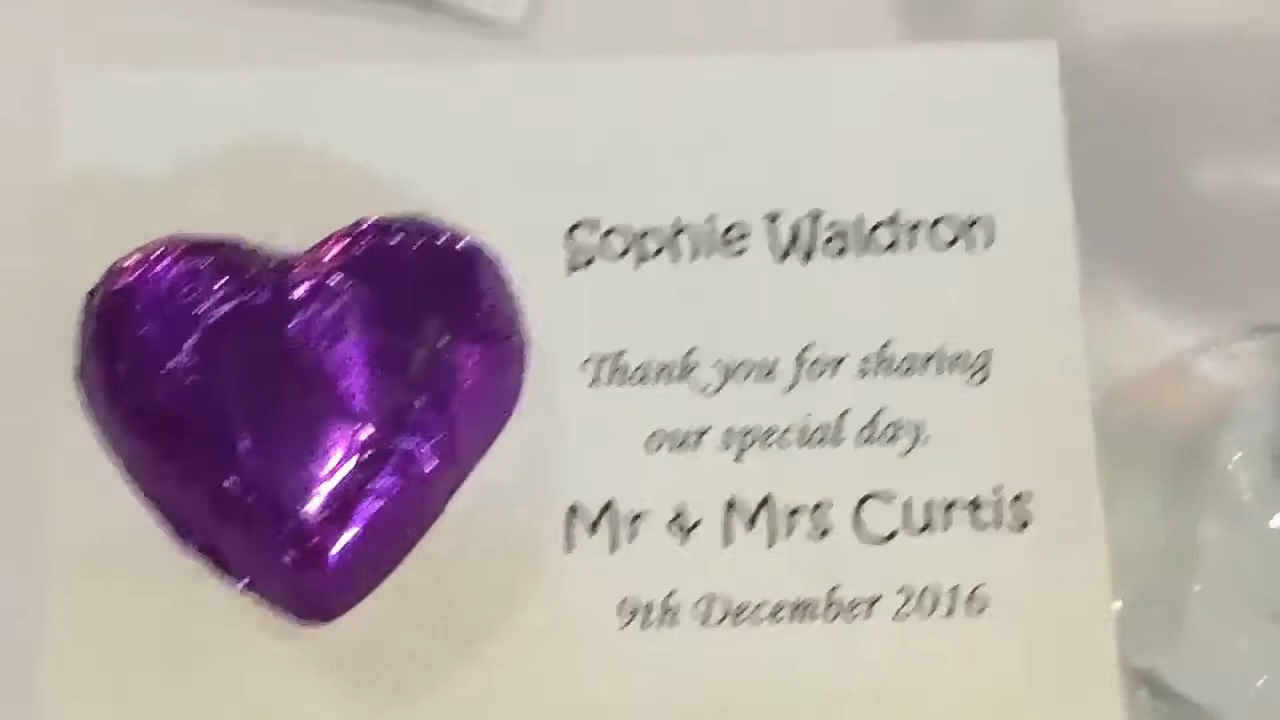 Sophie Waldron
Thank you for sharing
our special day.
Mr & Mrs Curtis
9th December 2016